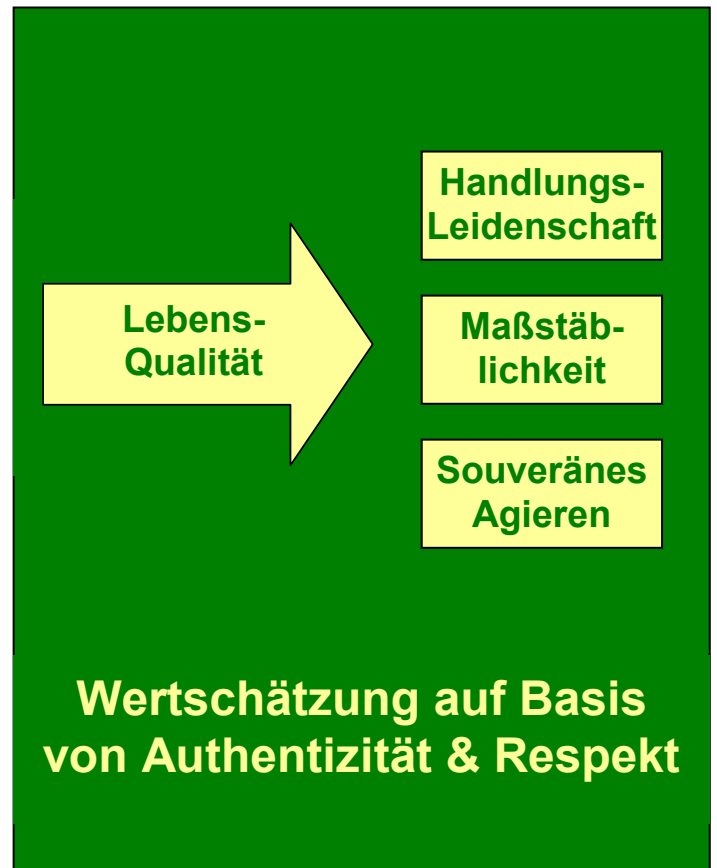 Lebens-
Qualität
Handlungs-
Leidenschaft
Maßstäb-
lichkeit
Souveränes
Agieren
Wertschätzung auf Basis
von Authentizität & Respekt